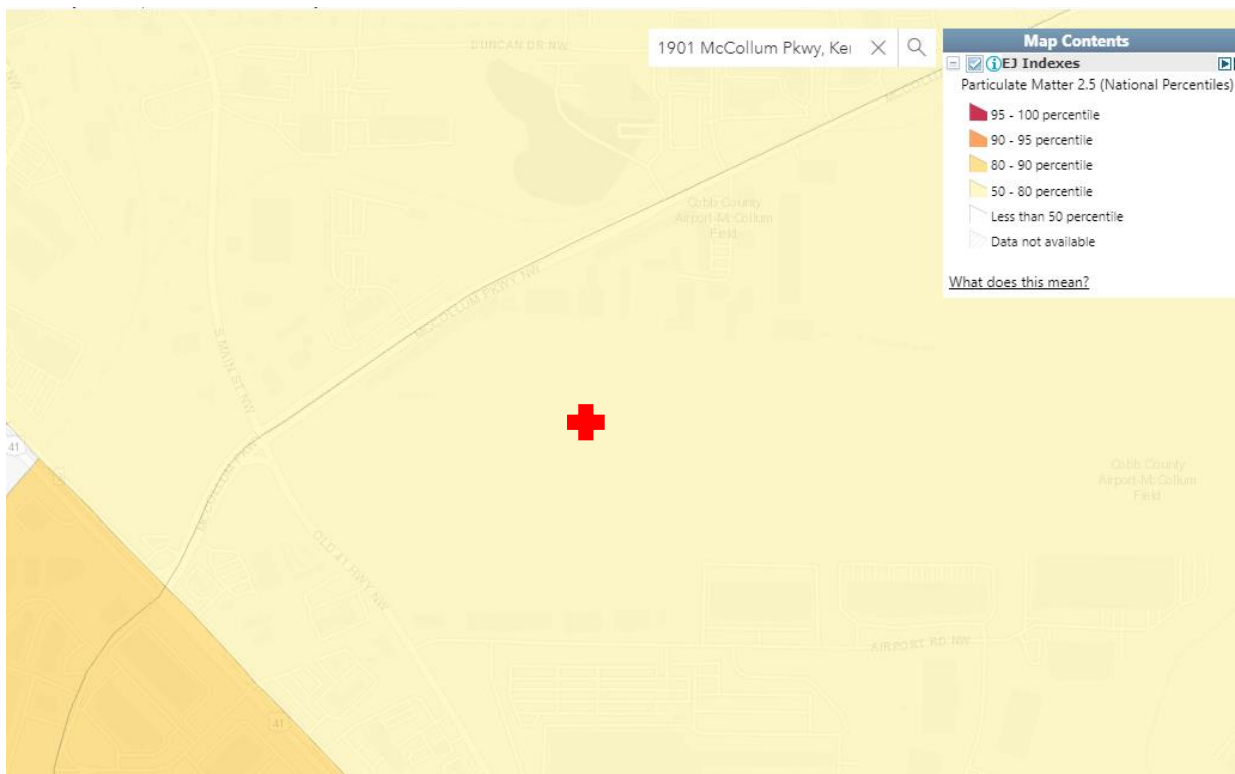 DUNCAN DR NW
1901 McCollum Pkwy, Ke
Map Contents
EJ Indexes
Particulate Matter 2.5 (National Percentiles)
95 - 100 percentile
90 - 95 percentile
80 - 90 percentile
50 - 80 percentile
Less than 50 percentile
Data not available
What does this mean?
Cobb County
Airport-McCollum
Field
MCCOLLUM PKWY NW
S MAIN ST NW
41
MC COLLUM PKWY
Cobb County
Airport-McCollum
Field
OLD 41 HWY NW
AIRPORT RD NW
41